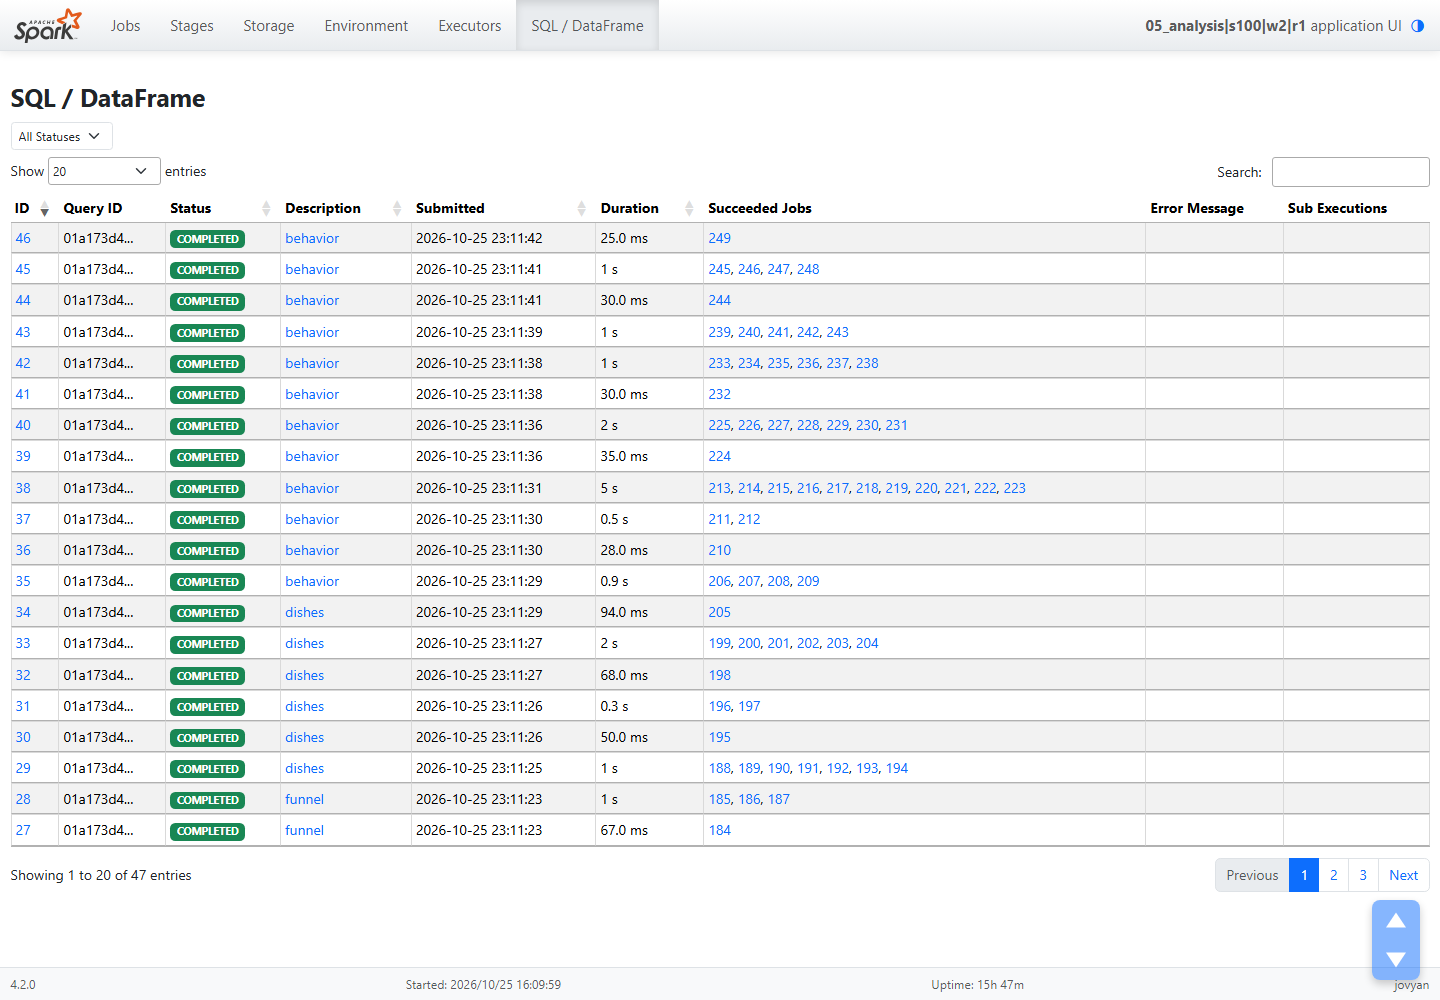 APACHE Spark Jobs Stages Storage Environment Executors SQL / DataFrame 05_analysis|s100|w2|r1 application UI
SQL / DataFrame
All Statuses
Show 20 entries Search:
ID Query ID Status Description Submitted Duration Succeeded Jobs Error Message Sub Executions
46 01a173d4... COMPLETED behavior 2026-10-25 23:11:42 25.0 ms 249
45 01a173d4... COMPLETED behavior 2026-10-25 23:11:41 1 s 245, 246, 247, 248
44 01a173d4... COMPLETED behavior 2026-10-25 23:11:41 30.0 ms 244
43 01a173d4... COMPLETED behavior 2026-10-25 23:11:39 1 s 239, 240, 241, 242, 243
42 01a173d4... COMPLETED behavior 2026-10-25 23:11:38 1 s 233, 234, 235, 236, 237, 238
41 01a173d4... COMPLETED behavior 2026-10-25 23:11:38 30.0 ms 232
40 01a173d4... COMPLETED behavior 2026-10-25 23:11:36 2 s 225, 226, 227, 228, 229, 230, 231
39 01a173d4... COMPLETED behavior 2026-10-25 23:11:36 35.0 ms 224
38 01a173d4... COMPLETED behavior 2026-10-25 23:11:31 5 s 213, 214, 215, 216, 217, 218, 219, 220, 221, 222, 223
37 01a173d4... COMPLETED behavior 2026-10-25 23:11:30 0.5 s 211, 212
36 01a173d4... COMPLETED behavior 2026-10-25 23:11:30 28.0 ms 210
35 01a173d4... COMPLETED behavior 2026-10-25 23:11:29 0.9 s 206, 207, 208, 209
34 01a173d4... COMPLETED dishes 2026-10-25 23:11:29 94.0 ms 205
33 01a173d4... COMPLETED dishes 2026-10-25 23:11:27 2 s 199, 200, 201, 202, 203, 204
32 01a173d4... COMPLETED dishes 2026-10-25 23:11:27 68.0 ms 198
31 01a173d4... COMPLETED dishes 2026-10-25 23:11:26 0.3 s 196, 197
30 01a173d4... COMPLETED dishes 2026-10-25 23:11:26 50.0 ms 195
29 01a173d4... COMPLETED dishes 2026-10-25 23:11:25 1 s 188, 189, 190, 191, 192, 193, 194
28 01a173d4... COMPLETED funnel 2026-10-25 23:11:23 1 s 185, 186, 187
27 01a173d4... COMPLETED funnel 2026-10-25 23:11:23 67.0 ms 184
Showing 1 to 20 of 47 entries Previous 1 2 3 Next
4.2.0 Started: 2026/10/25 16:09:59 Uptime: 15h 47m jovyan